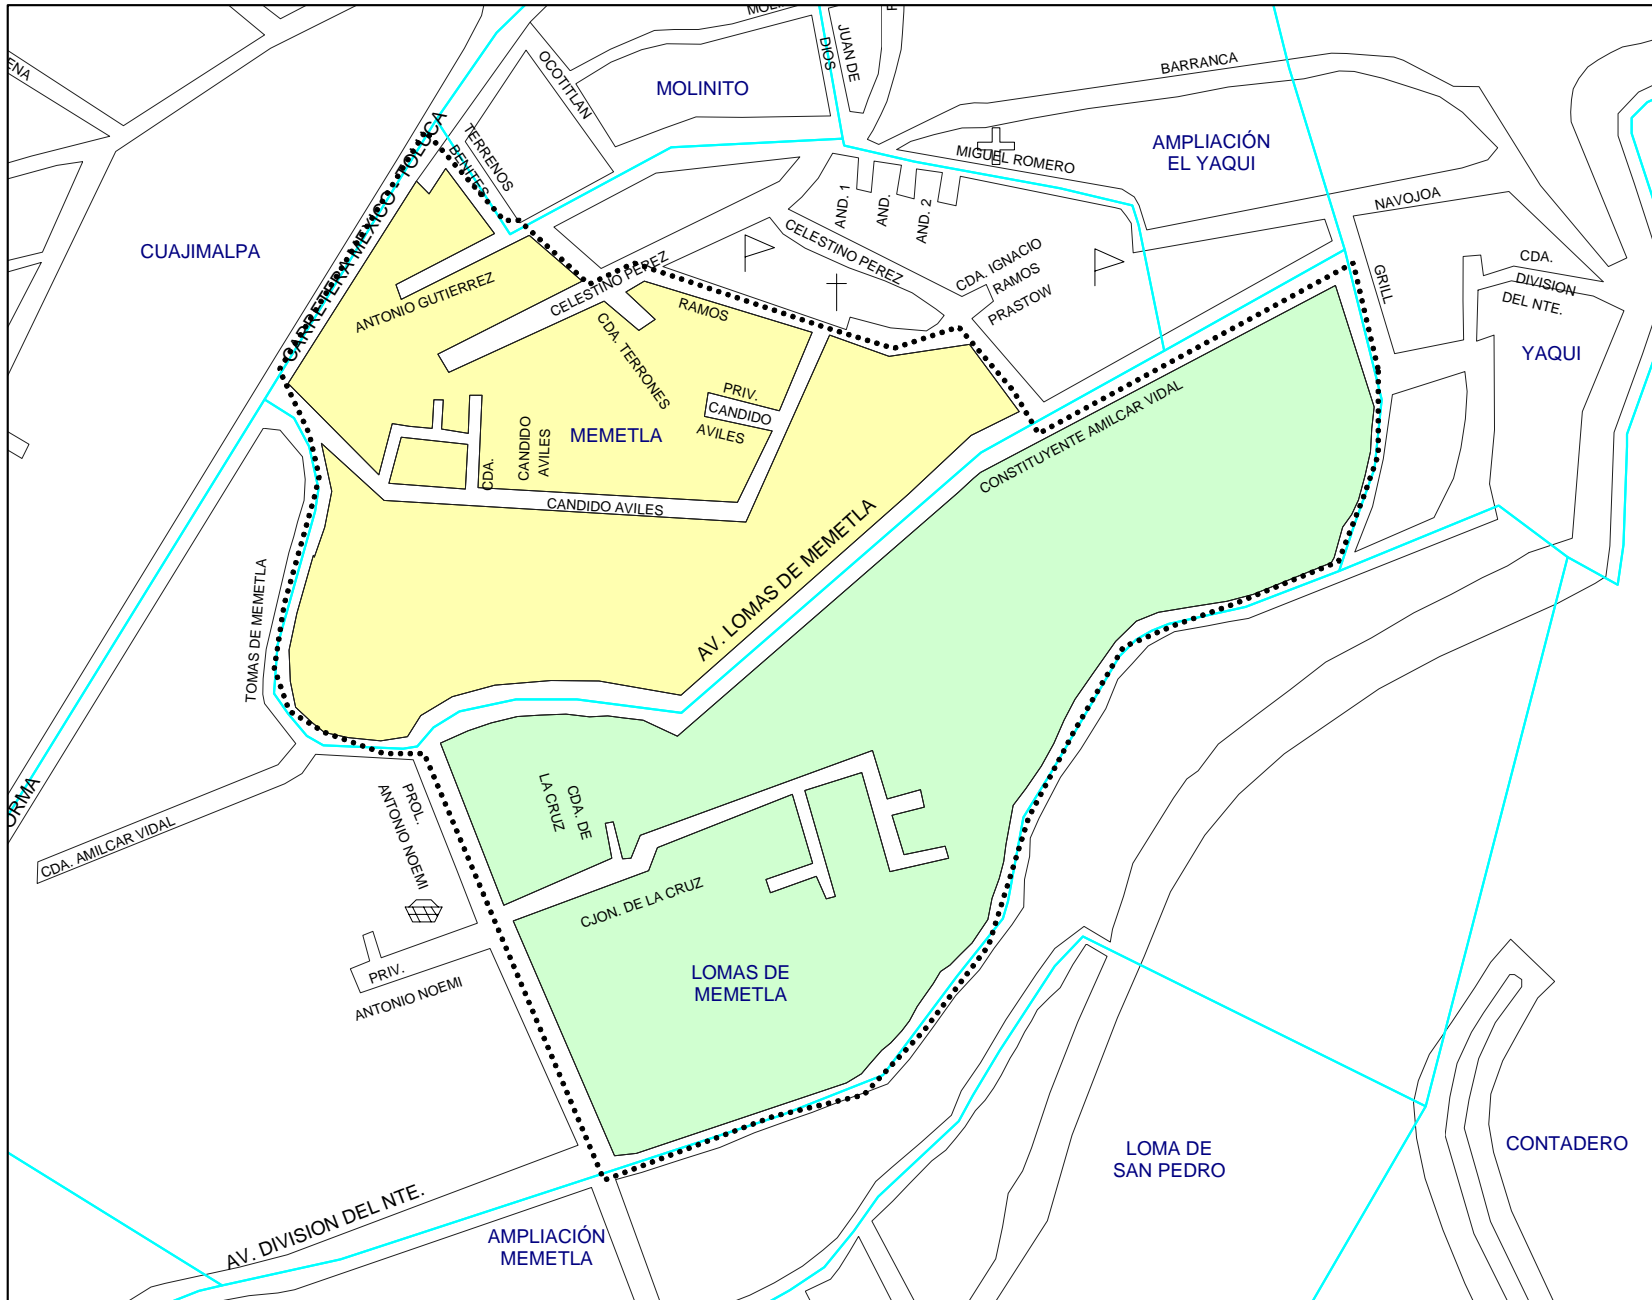 MOLINITO
JUAN DE
DIOS
OCOTITLAN
BARRANCA
ENA
TERRENOS
BENITES
AMPLIACIÓN
EL YAQUI
MIGUEL ROMERO
CARRETERA MEXICO - TOLUCA
CUAJIMALPA
AND. 1
AND.
AND. 2
NAVOJOA
CELESTINO PEREZ
CDA. IGNACIO
RAMOS
PRASTOW
GRILL
CDA.
DIVISION
DEL NTE.
YAQUI
ANTONIO GUTIERREZ
CELESTINO PEREZ
RAMOS
CDA. TERRONES
PRIV.
CANDIDO
AVILES
MEMETLA
CDA.
CANDIDO
AVILES
CANDIDO AVILES
CONSTITUYENTE AMILCAR VIDAL
AV. LOMAS DE MEMETLA
TOMAS DE MEMETLA
ORMA
CDA. AMILCAR VIDAL
PROL.
ANTONIO NOEMI
CDA. DE
LA CRUZ
CJON. DE LA CRUZ
PRIV.
ANTONIO NOEMI
LOMAS DE
MEMETLA
LOMA DE
SAN PEDRO
CONTADERO
AV. DIVISION DEL NTE.
AMPLIACIÓN
MEMETLA